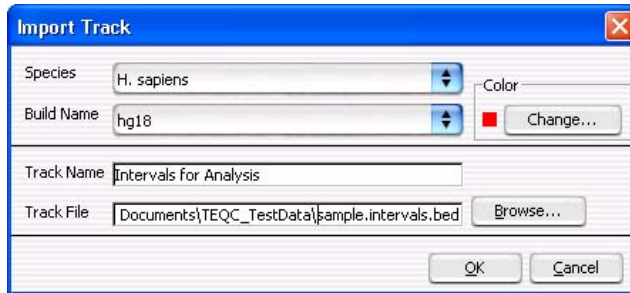 Import Track
Species H. sapiens
Color
Build Name hg18
Change...
Track Name Intervals for Analysis
Track File Documents\TEQC_TestData\sample.intervals.bed Browse...
OK Cancel